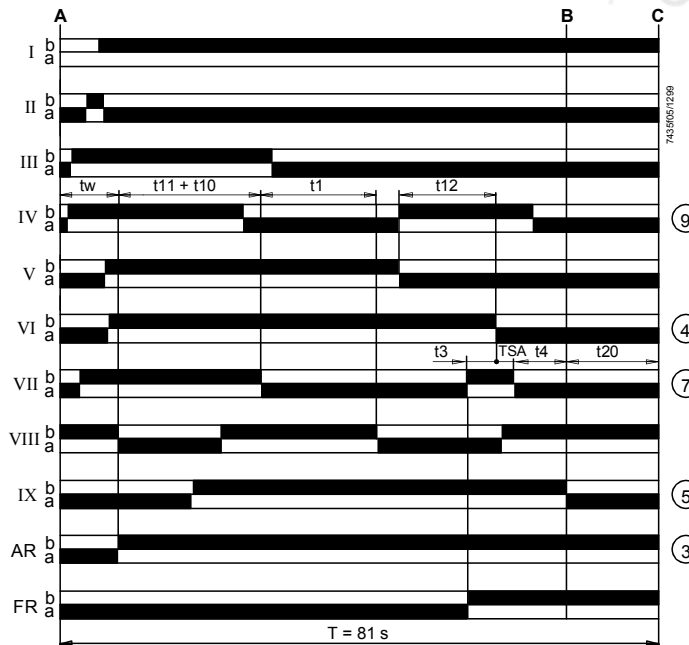 A B C
I b
a
II b
a
7435f05/1299
III b
a
tw t11 + t10 t1 t12
IV b
a
9
V b
a
VI b
a
4
t3 TSA t4 t20
VII b
a
7
VIII b
a
IX b
a
5
AR b
a
3
FR b
a
T = 81 s